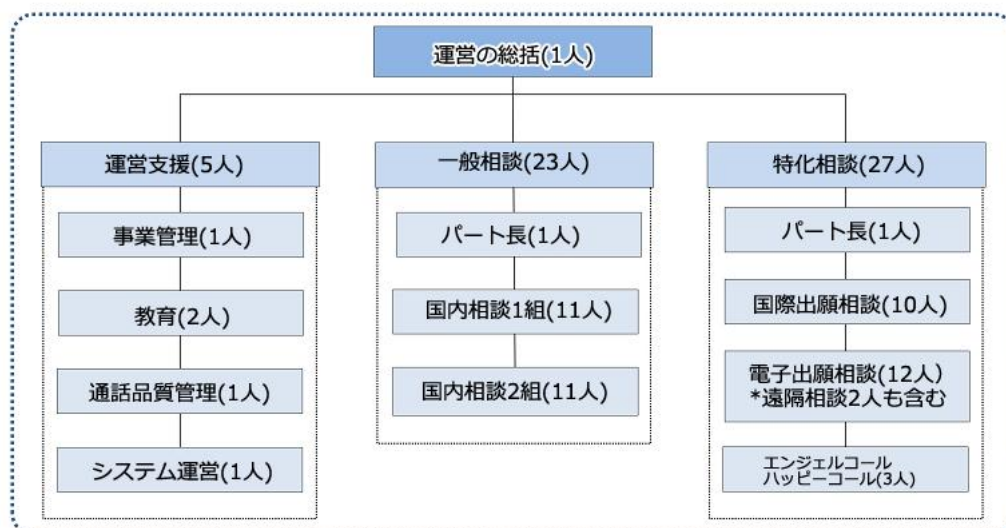 運営の総括(1人)
運営支援(5人)
事業管理(1人)
教育(2人)
通話品質管理(1人)
システム運営(1人)
一般相談(23人)
パート長(1人)
国内相談1組(11人)
国内相談2組(11人)
特化相談(27人)
パート長(1人)
国際出願相談(10人)
電子出願相談(12人)
*遠隔相談2人も含む
エンジェルコール
ハッピーコール(3人)